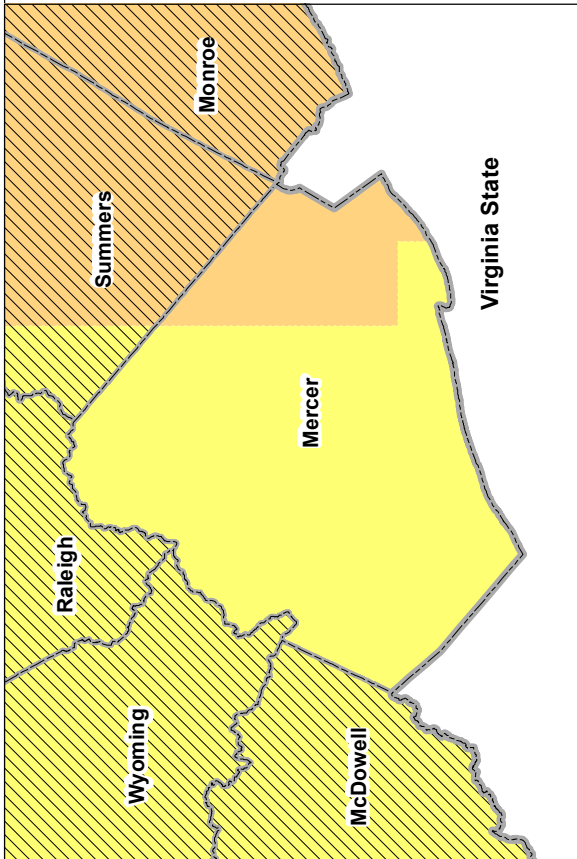 Monroe
Summers
Virginia State
Mercer
Raleigh
Wyoming
McDowell